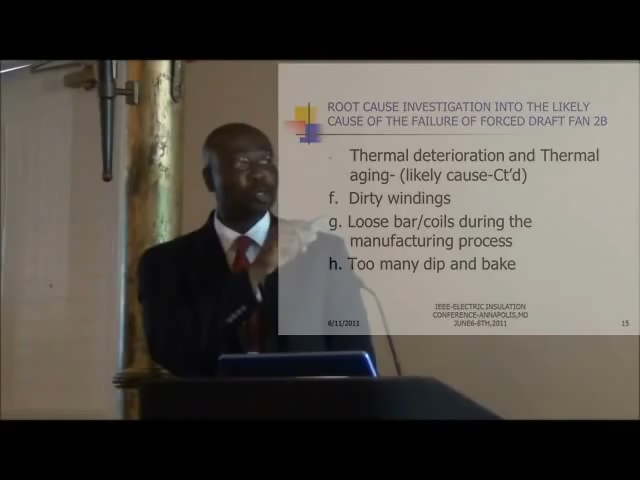 ROOT CAUSE INVESTIGATION INTO THE LIKELY
CAUSE OF THE FAILURE OF FORCED DRAFT FAN 2B
- Thermal deterioration and Thermal
aging- (likely cause-Ct'd)
f. Dirty windings
g. Loose bar/coils during the
manufacturing process
h. Too many dip and bake
6/11/2011
IEEE-ELECTRIC INSULATION
CONFERENCE-ANNAPOLIS,MD
JUNE6-8TH,2011
15